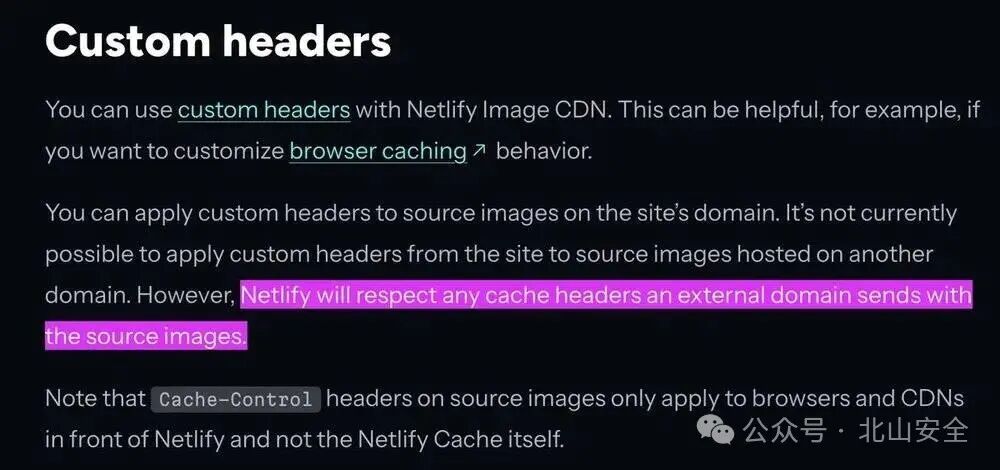 Custom headers
You can use custom headers with Netlify Image CDN. This can be helpful, for example, if
you want to customize browser caching↗ behavior.
You can apply custom headers to source images on the site’s domain. It’s not currently
possible to apply custom headers from the site to source images hosted on another
domain. However, Netlify will respect any cache headers an external domain sends with
the source images.
Note that Cache-Control headers on source images only apply to browsers and CDNs
in front of Netlify and not the Netlify Cache itself.
公众号 · 北山安全